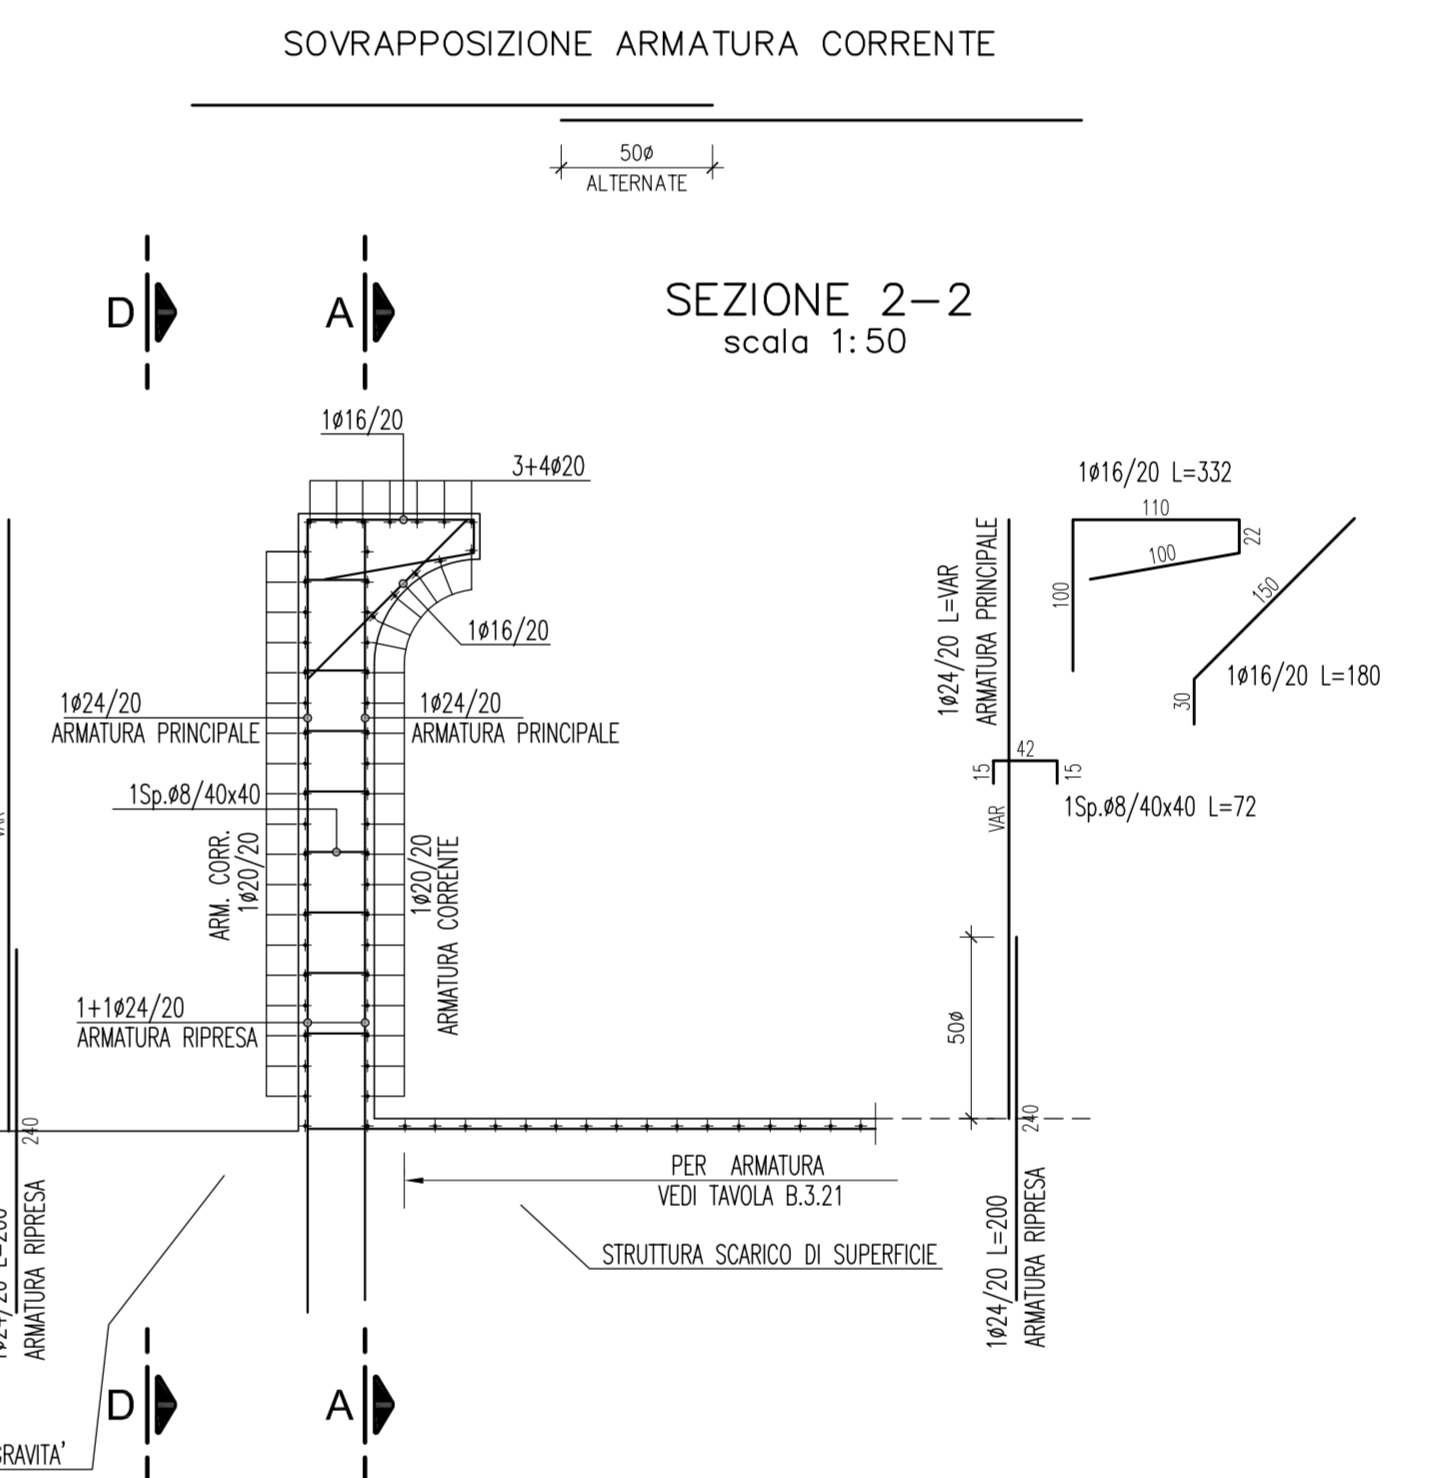 SOVRAPPOSIZIONE ARMATURA CORRENTE
50ø
ALTERNATE
D
A
SEZIONE 2-2
scala 1:50
1ø16/20
3+4ø20
1ø16/20
1ø24/20
ARMATURA PRINCIPALE
1ø24/20
ARMATURA PRINCIPALE
1Sp.ø8/40x40
ARM. CORR.
1ø20/20
1ø20/20
ARMATURA CORRENTE
1+1ø24/20
ARMATURA RIPRESA
PER ARMATURA
VEDI TAVOLA B.3.21
STRUTTURA SCARICO DI SUPERFICIE
1ø16/20 L=332
110
22
100
100
150
30
1ø16/20 L=180
1ø24/20 L=VAR
ARMATURA PRINCIPALE
42
15
15
1Sp.ø8/40x40 L=72
VAR
50ø
240
1ø24/20 L=200
ARMATURA RIPRESA
240
ARMATURA RIPRESA
D
A
GRAVITA'